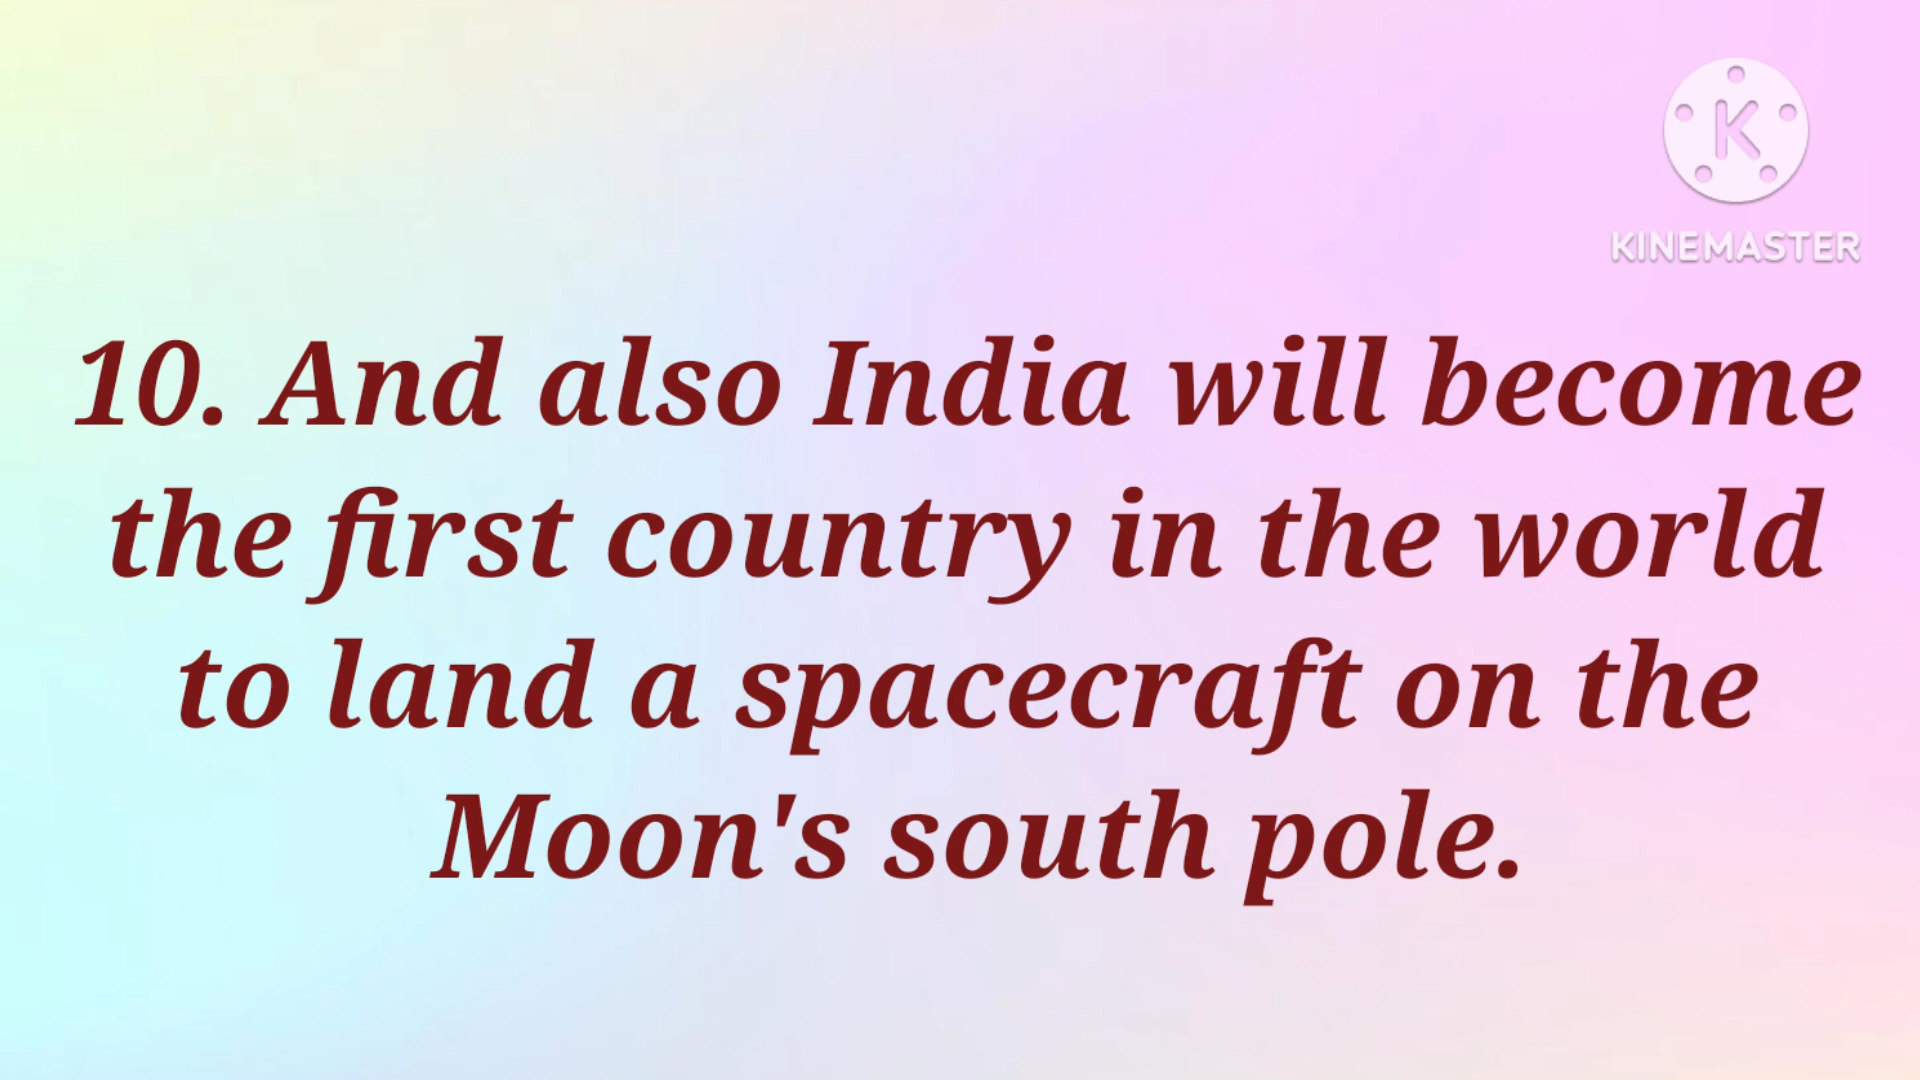 K
KINEMASTER
10. And also India will become
the first country in the world
to land a spacecraft on the
Moon's south pole.